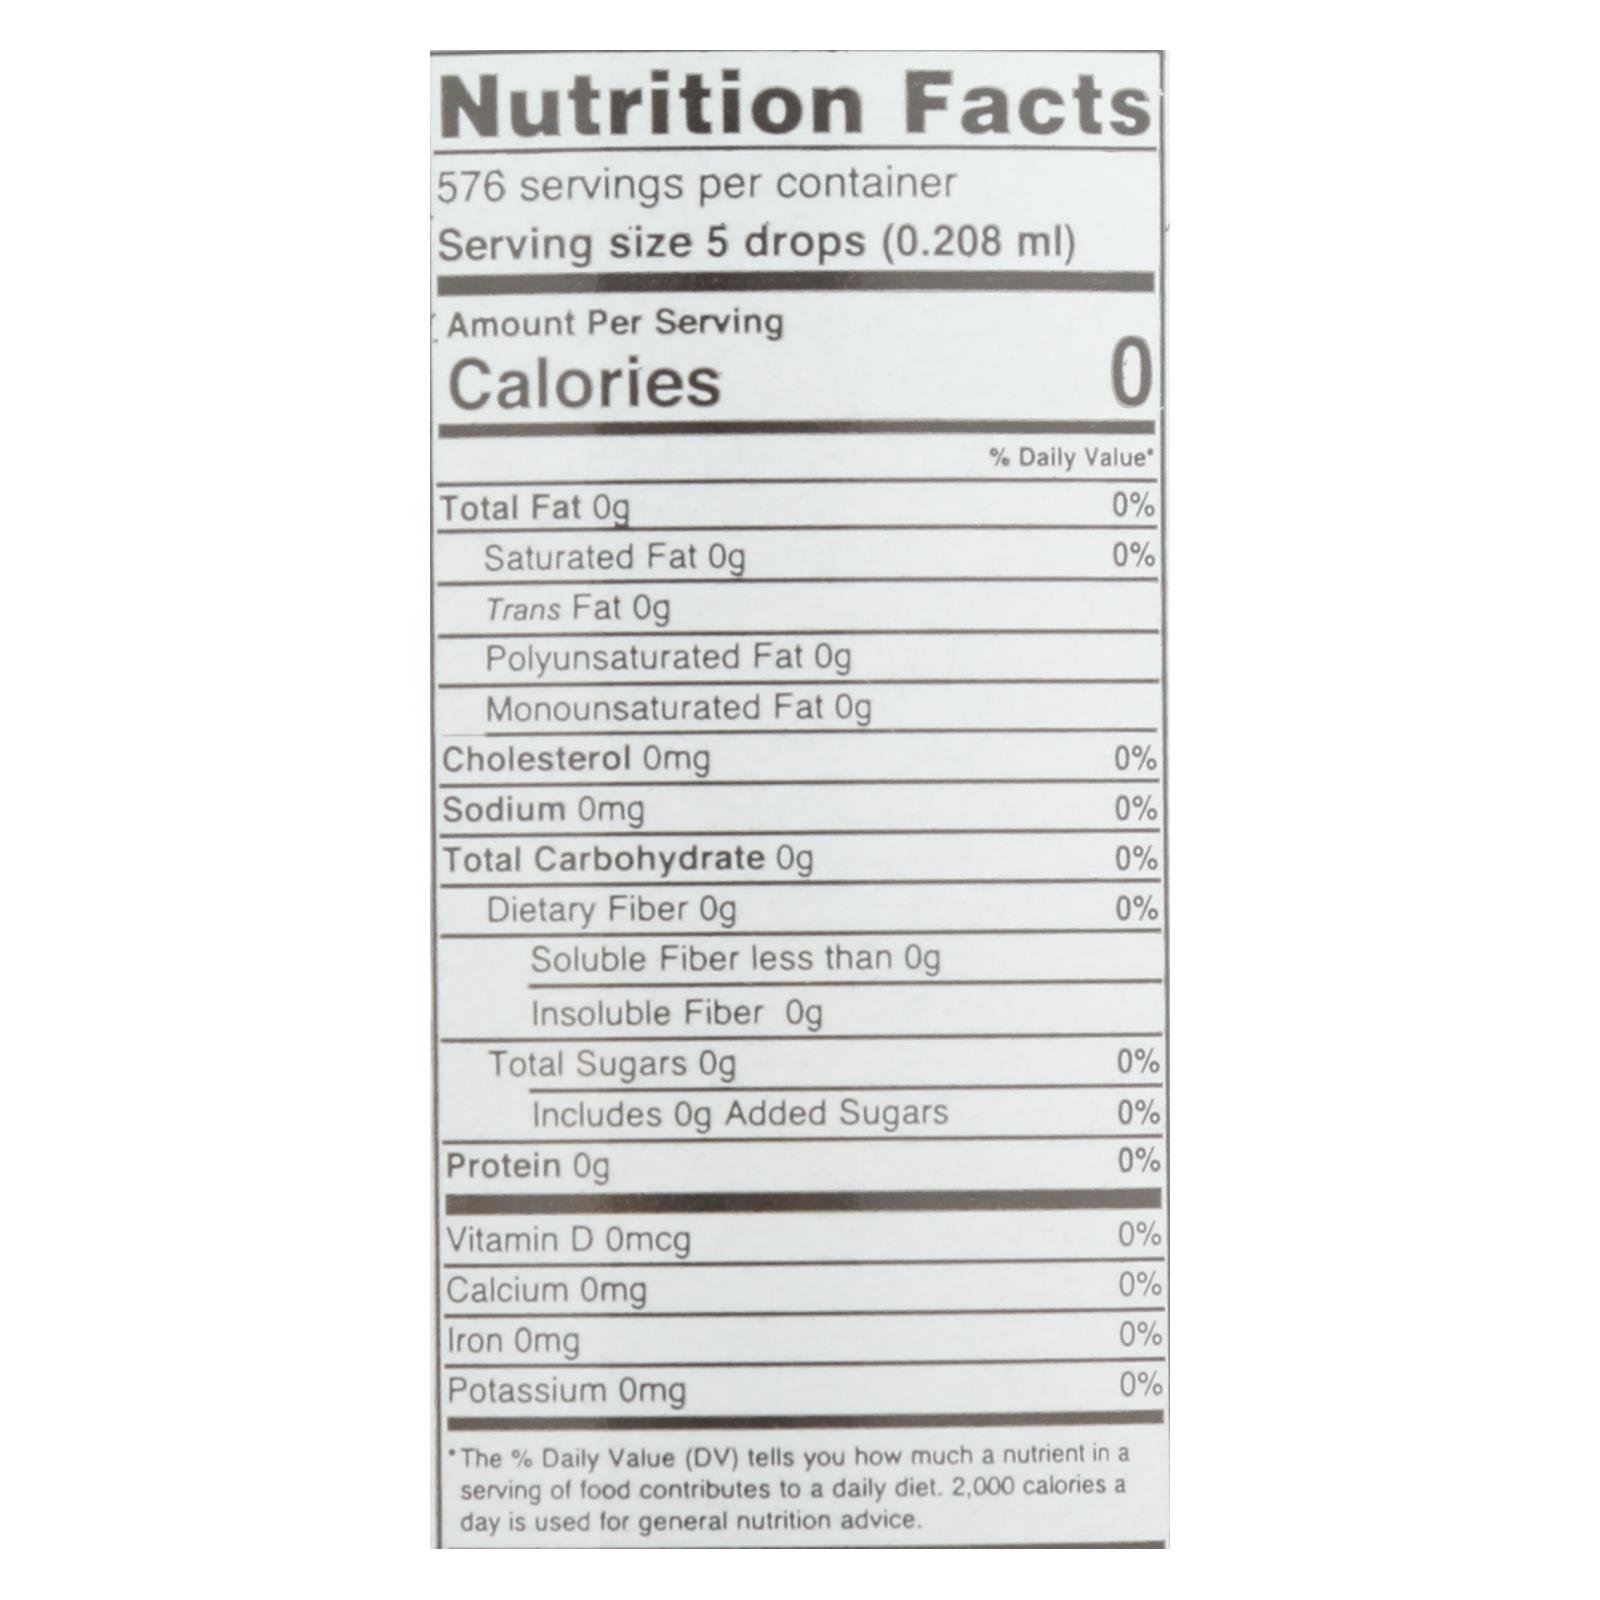 Nutrition Facts
576 servings per container
Serving size 5 drops (0.208 ml)
Amount Per Serving
Calories 0
% Daily Value*
Total Fat 0g 0%
Saturated Fat 0g 0%
Trans Fat 0g
Polyunsaturated Fat 0g
Monounsaturated Fat 0g
Cholesterol 0mg 0%
Sodium 0mg 0%
Total Carbohydrate 0g 0%
Dietary Fiber 0g 0%
Soluble Fiber less than 0g
Insoluble Fiber 0g
Total Sugars 0g 0%
Includes 0g Added Sugars 0%
Protein 0g 0%
Vitamin D 0mcg 0%
Calcium 0mg 0%
Iron 0mg 0%
Potassium 0mg 0%
*The % Daily Value (DV) tells you how much a nutrient in a
serving of food contributes to a daily diet. 2,000 calories a
day is used for general nutrition advice.